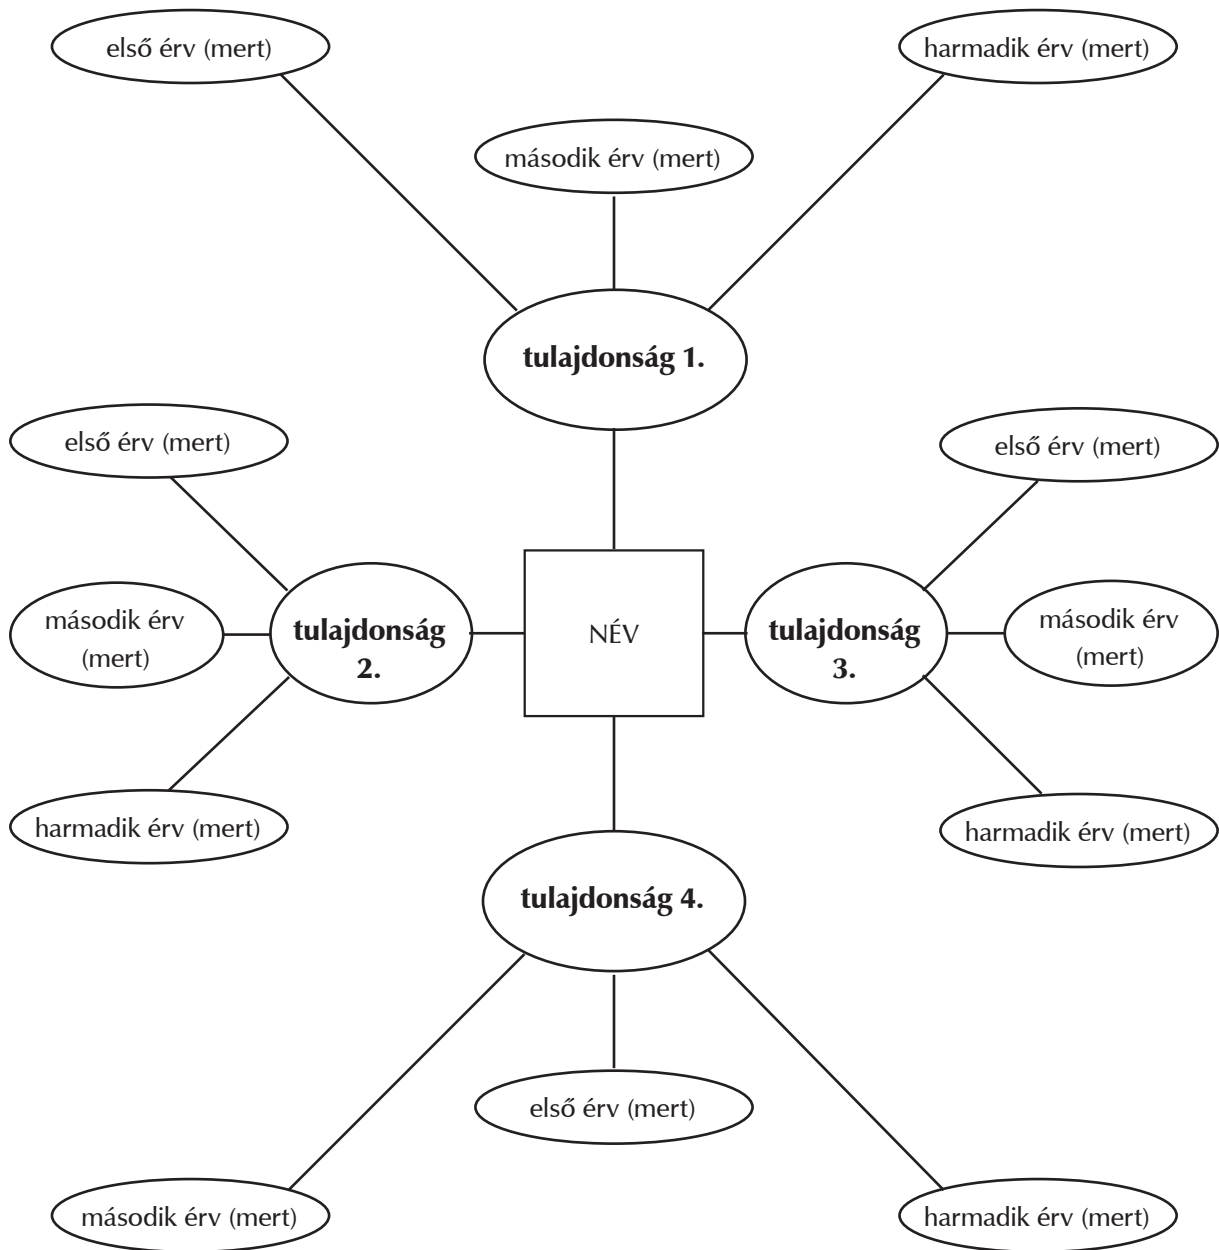 első érv (mert)
harmadik érv (mert)
második érv (mert)
tulajdonság 1.
első érv (mert)
első érv (mert)
második érv
(mert)
tulajdonság
2.
NÉV
tulajdonság
3.
második érv
(mert)
harmadik érv (mert)
harmadik érv (mert)
tulajdonság 4.
első érv (mert)
második érv (mert)
harmadik érv (mert)